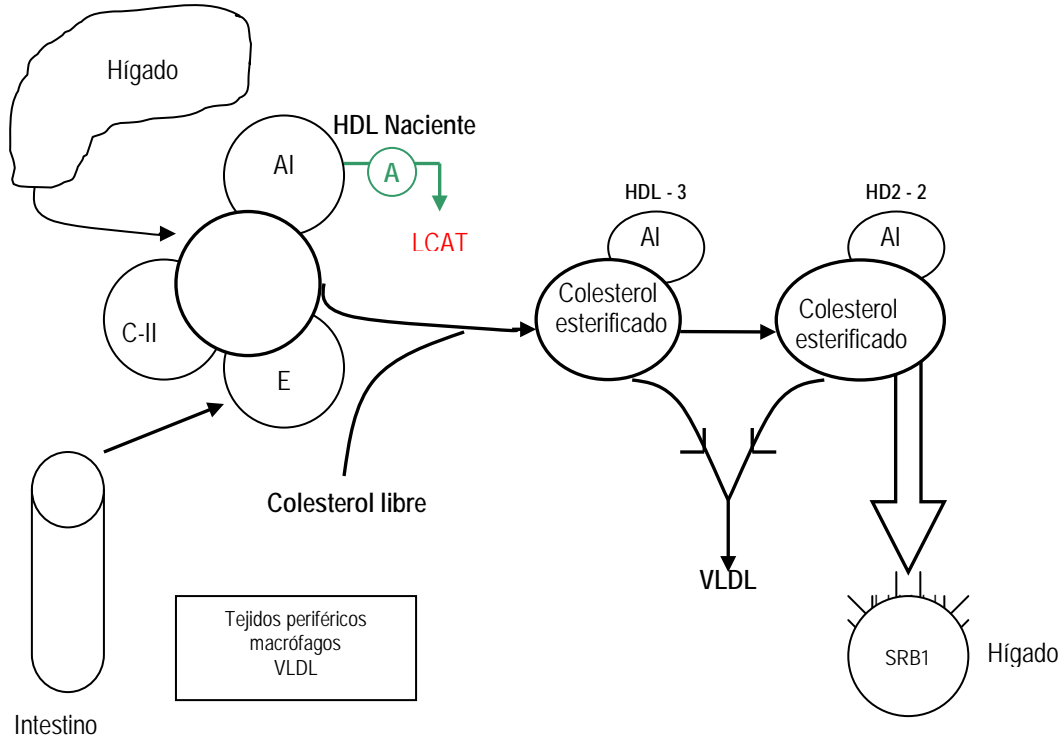 Hígado
HDL Naciente
AI
A
LCAT
C-II
E
HDL - 3
AI
Colesterol
esterificado
HD2 - 2
AI
Colesterol
esterificado
Colesterol libre
VLDL
Tejidos periféricos
macrófagos
VLDL
SRB1
Hígado
Intestino